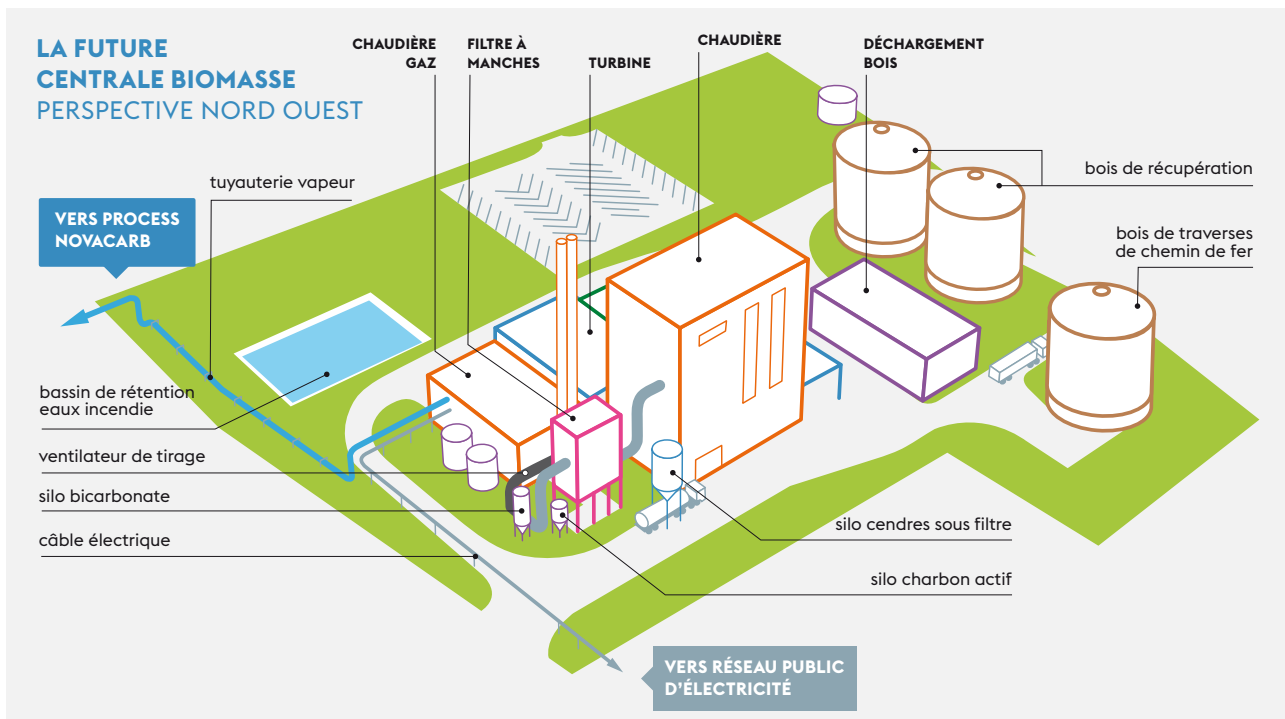 LA FUTURE
CENTRALE BIOMASSE
PERSPECTIVE NORD OUEST
CHAUDIÈRE
GAZ
FILTRE À
MANCHES
TURBINE
CHAUDIÈRE
DÉCHARGEMENT
BOIS
tuyauterie vapeur
VERS PROCESS
NOVACARB
bassin de rétention
eaux incendie
ventilateur de tirage
silo bicarbonate
câble électrique
bois de récupération
bois de traverses
de chemin de fer
silo cendres sous filtre
silo charbon actif
VERS RÉSEAU PUBLIC
D'ÉLECTRICITÉ